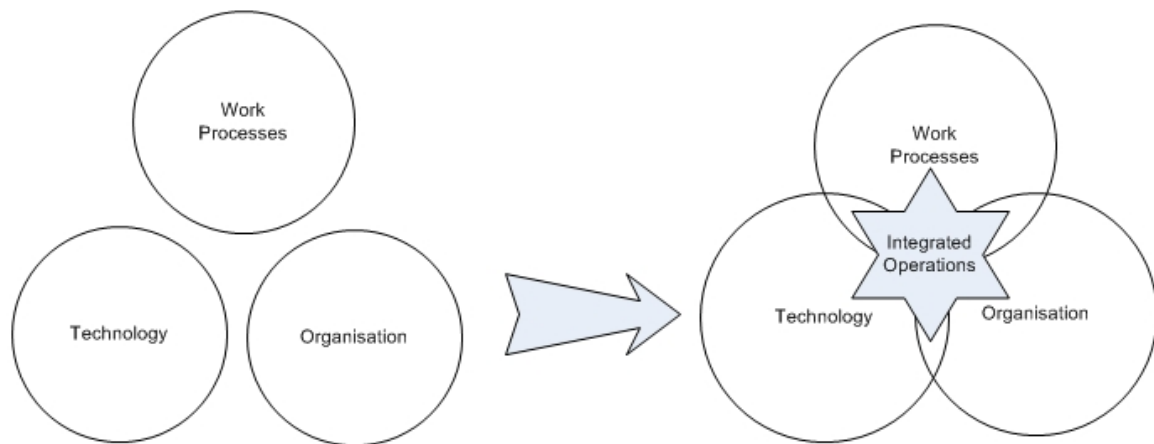 Work
Processes
Technology
Organisation
Work
Processes
Integrated
Operations
Technology
Organisation